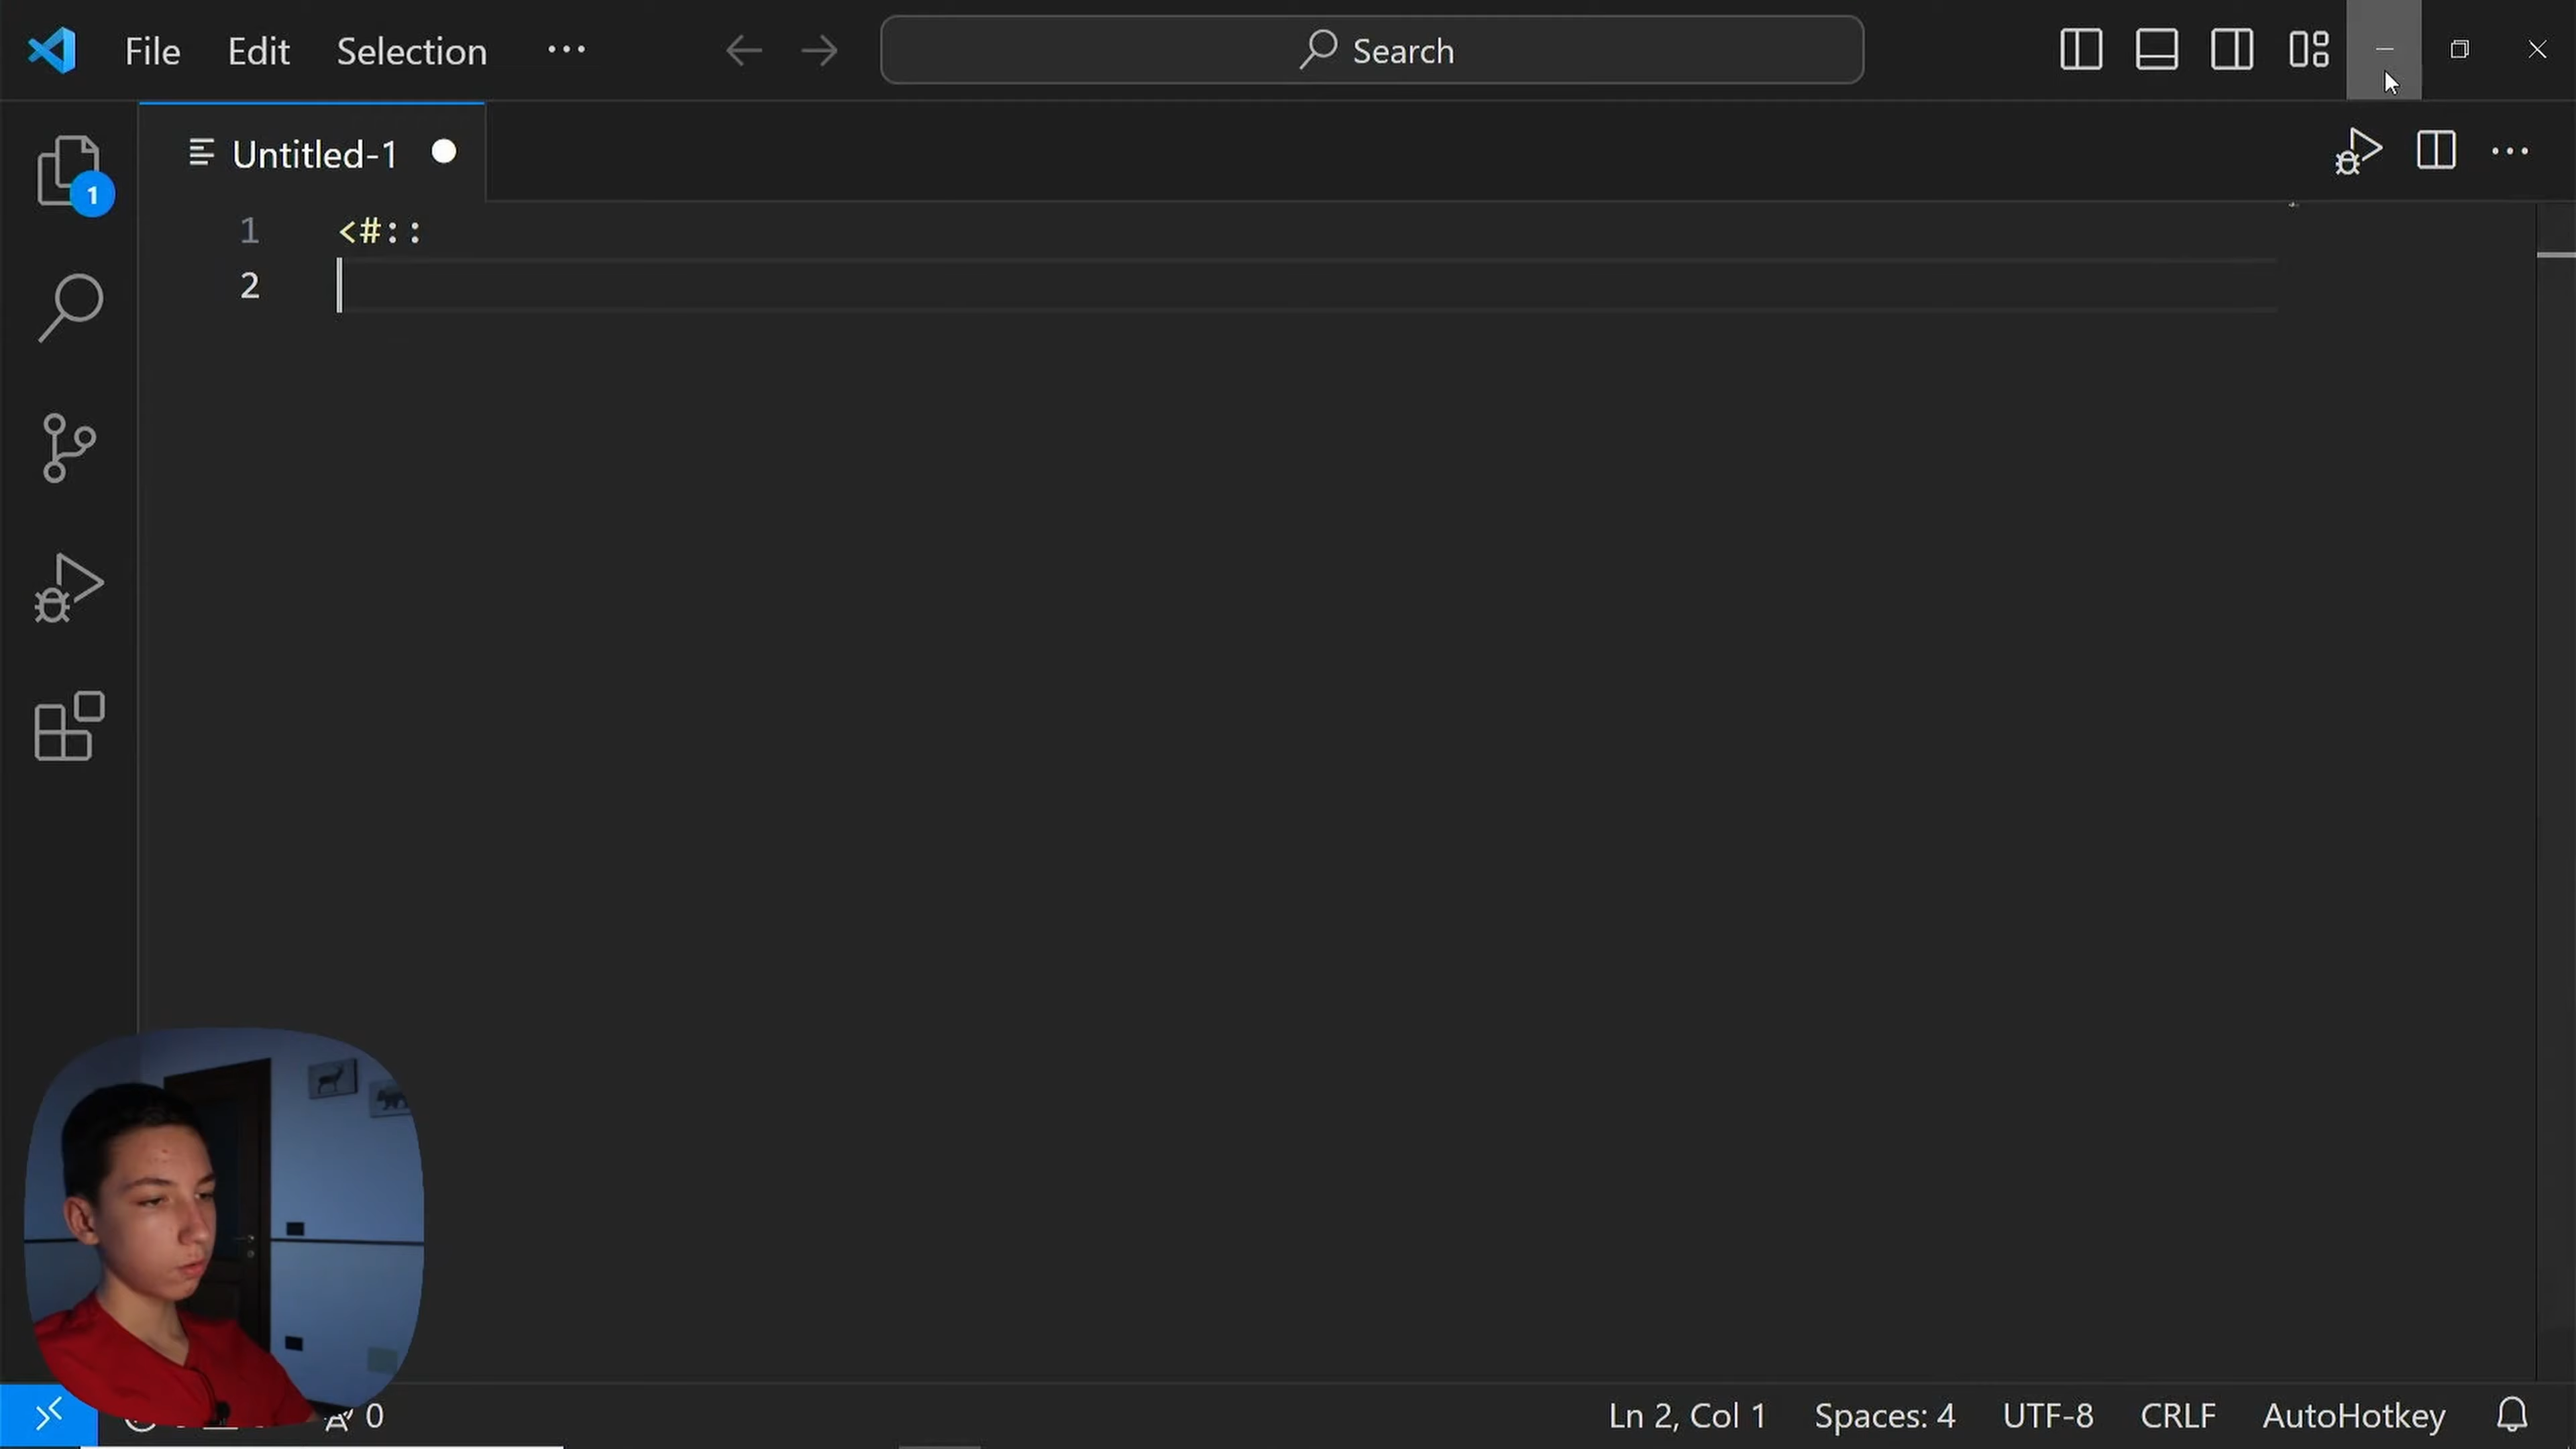 File Edit Selection ··· Search
Untitled-1
1
1 <#::
2
0
Ln 2, Col 1 Spaces: 4 UTF-8 CRLF AutoHotkey